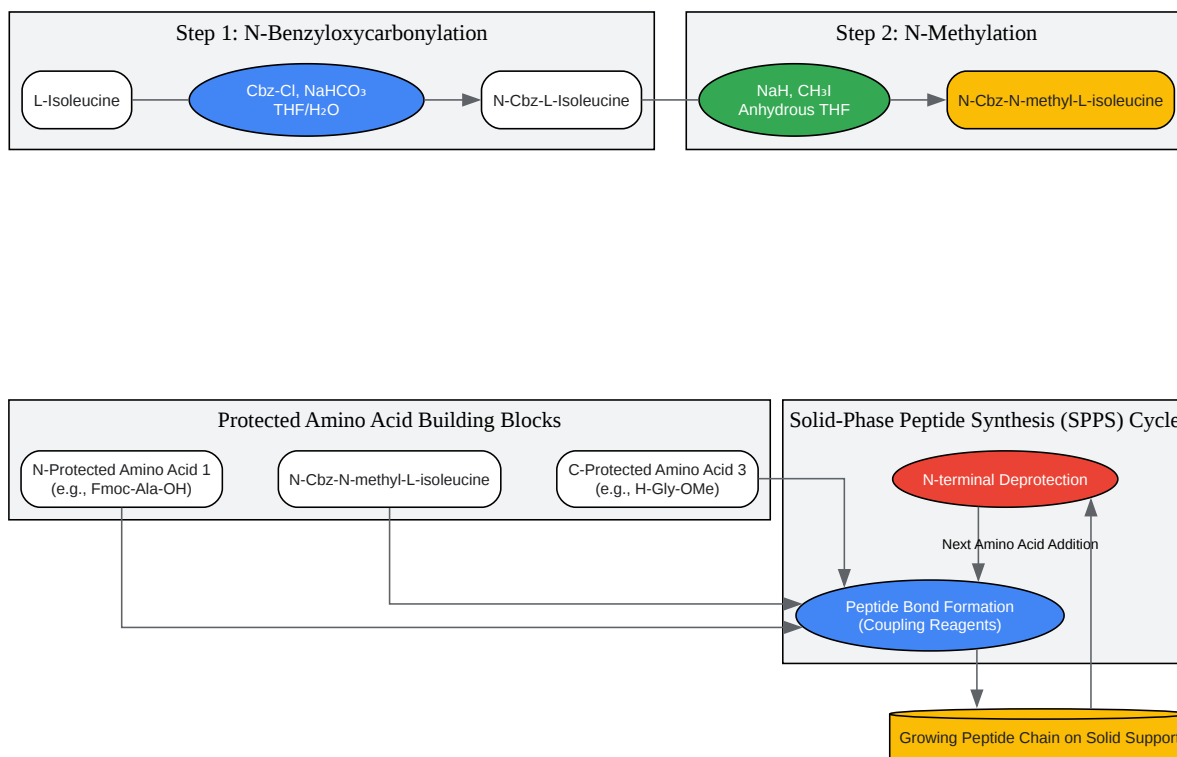 Step 1: N-Benzyloxycarbonylation
L-Isoleucine
Cbz-Cl, NaHCO₃
THF/H₂O
N-Cbz-L-Isoleucine
Step 2: N-Methylation
NaH, CH₃I
Anhydrous THF
N-Cbz-N-methyl-L-isoleucine
Protected Amino Acid Building Blocks
N-Protected Amino Acid 1
(e.g., Fmoc-Ala-OH)
N-Cbz-N-methyl-L-isoleucine
C-Protected Amino Acid 3
(e.g., H-Gly-OMe)
Solid-Phase Peptide Synthesis (SPPS) Cycle
N-terminal Deprotection
Next Amino Acid Addition
Peptide Bond Formation
(Coupling Reagents)
Growing Peptide Chain on Solid Support